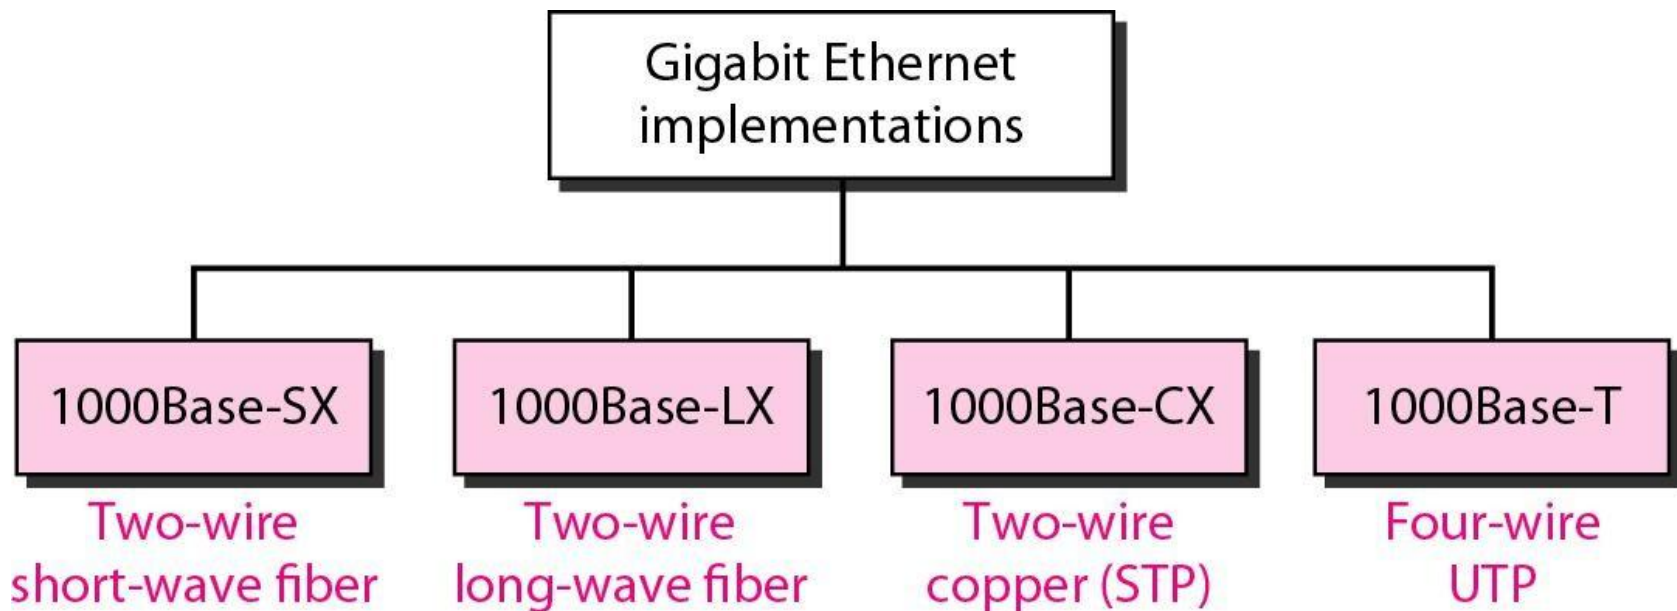 Gigabit Ethernet
implementations
1000Base-SX
1000Base-LX
1000Base-CX
1000Base-T
Two-wire
short-wave fiber
Two-wire
long-wave fiber
Two-wire
copper (STP)
Four-wire
UTP